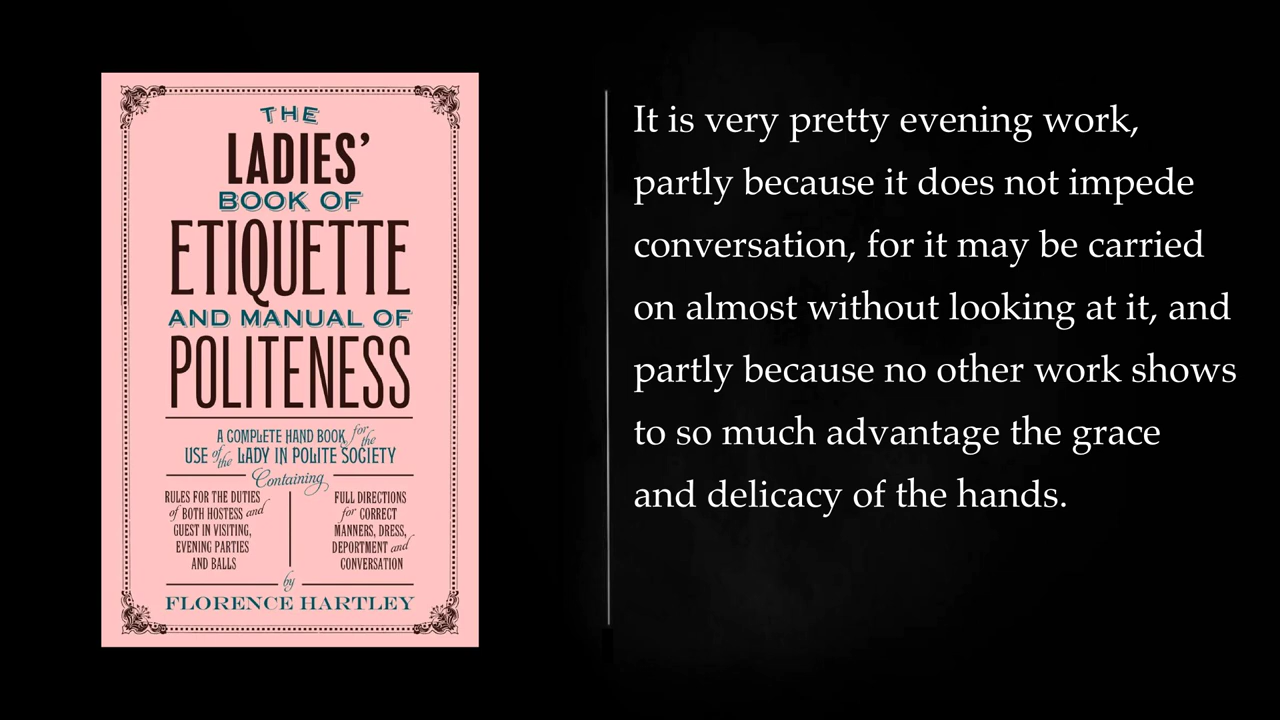 THE
LADIES'
BOOK OF
ETIQUETTE
AND MANUAL OF
POLITENESS
A COMPLETE HAND BOOK for the
USE of the LADY IN POLITE SOCIETY
Containing
RULES FOR THE DUTIES
of BOTH HOSTESS and
GUEST IN VISITING,
EVENING PARTIES
AND BALLS
FULL DIRECTIONS
for CORRECT
MANNERS, DRESS,
DEPORTMENT and
CONVERSATION
by
FLORENCE HARTLEY
It is very pretty evening work,
partly because it does not impede
conversation, for it may be carried
on almost without looking at it, and
partly because no other work shows
to so much advantage the grace
and delicacy of the hands.